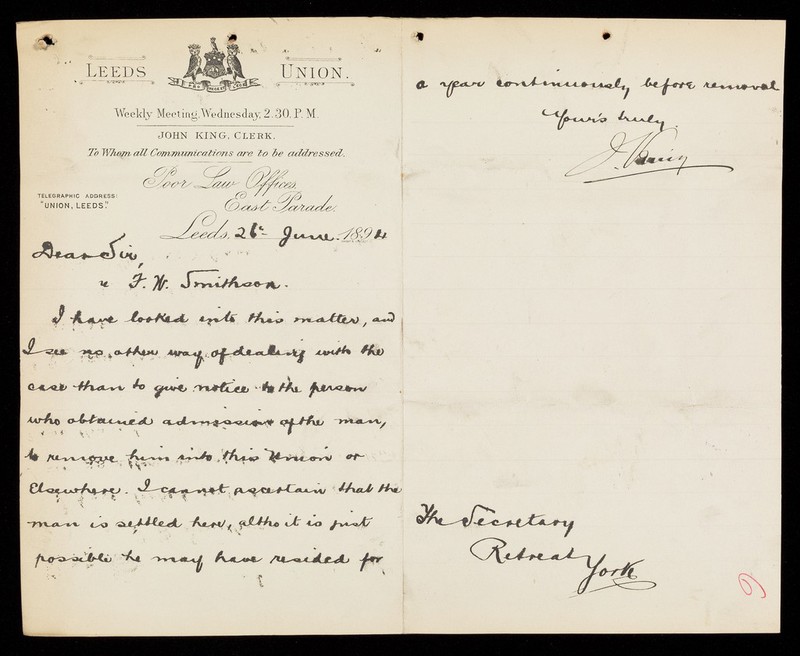 LEEDS UNION.
Weekly Meeting, Wednesday, 2.30. P.M.
JOHN KING, CLERK.
To Whom all Communications are to be addressed.
TELEGRAPHIC ADDRESS:
"UNION, LEEDS."
Poor Law Offices,
East Parade,
Leeds, 26th June 1894
Dear Sir,
re F. W. Smithson.
I have looked into this matter, and
I see no other way of dealing with the
case than to give notice to the person
who obtained admission of the man,
to remove him into this Union or
Elsewhere. I cannot ascertain that the
man is settled here, altho it is just
possible he may have resided for
a year continuously before removal
Yours truly
J. King
The Secretary
Retreat
York